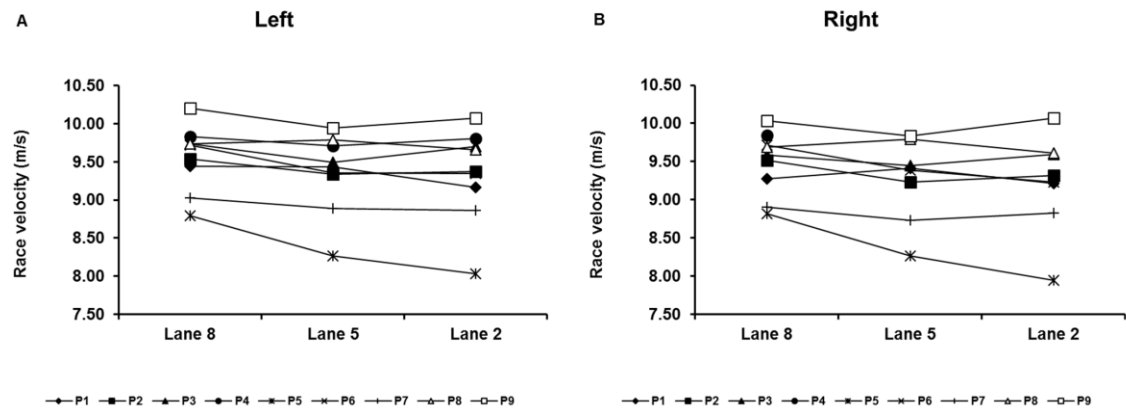 A
Left
Race velocity (m/s)
10.50
10.00
9.50
9.00
8.50
8.00
7.50
Lane 8 Lane 5 Lane 2
P1 P2 P3 P4 P5 P6 P7 P8 P9
B
Right
Race velocity (m/s)
10.50
10.00
9.50
9.00
8.50
8.00
7.50
Lane 8 Lane 5 Lane 2
P1 P2 P3 P4 P5 P6 P7 P8 P9